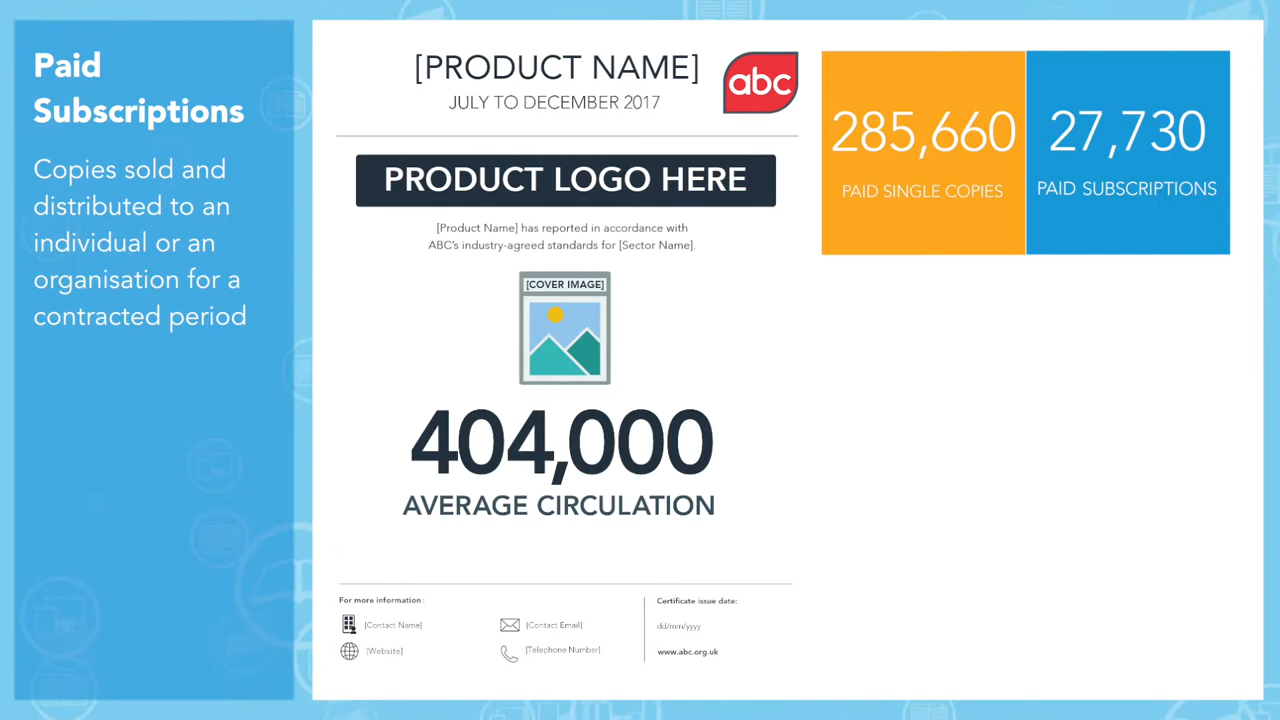 Paid
Subscriptions
Copies sold and
distributed to an
individual or an
organisation for a
contracted period
[PRODUCT NAME]
JULY TO DECEMBER 2017
abc
PRODUCT LOGO HERE
[Product Name] has reported in accordance with
ABC's industry-agreed standards for [Sector Name].
[COVER IMAGE]
404,000
AVERAGE CIRCULATION
For more information :
[Contact Name]
[Contact Email]
[Website]
[Telephone Number]
Certificate issue date:
dd/mm/yyyy
www.abc.org.uk
285,660
PAID SINGLE COPIES
27,730
PAID SUBSCRIPTIONS